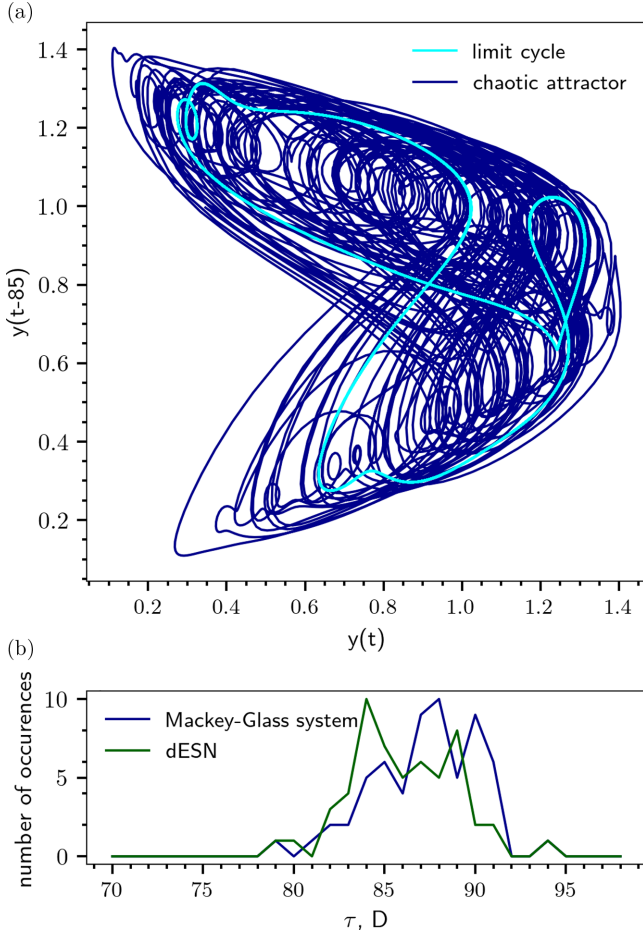 (a)
limit cycle
chaotic attractor
1.4
1.2
1.0
0.8
0.6
0.4
0.2
y(t-85)
0.2 0.4 0.6 0.8 1.0 1.2 1.4
y(t)
(b)
Mackey-Glass system
dESN
10
5
0
number of occurences
70 75 80 85 90 95
τ, D